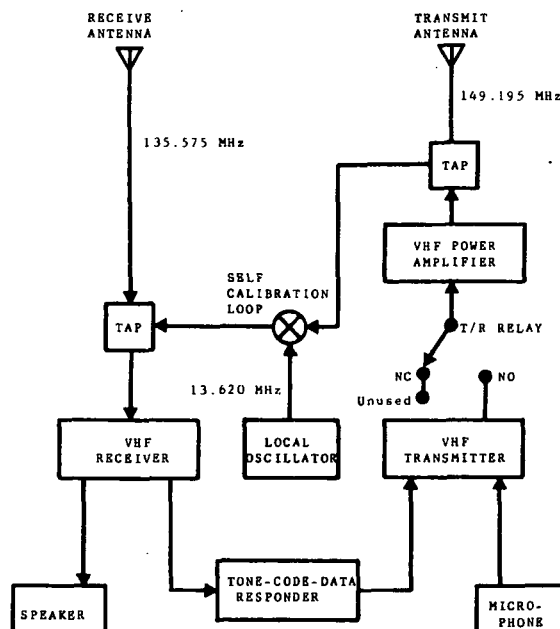 RECEIVE
ANTENNA
TRANSMIT
ANTENNA
149.195 MHz
135.575 MHz
TAP
VHF POWER
AMPLIFIER
SELF
CALIBRATION
LOOP
TAP
T/R RELAY
13.620 MHz
NC
NO
Unused
VHF
RECEIVER
LOCAL
OSCILLATOR
VHF
TRANSMITTER
TONE-CODE-DATA
RESPONDER
SPEAKER
MICRO-
PHONE